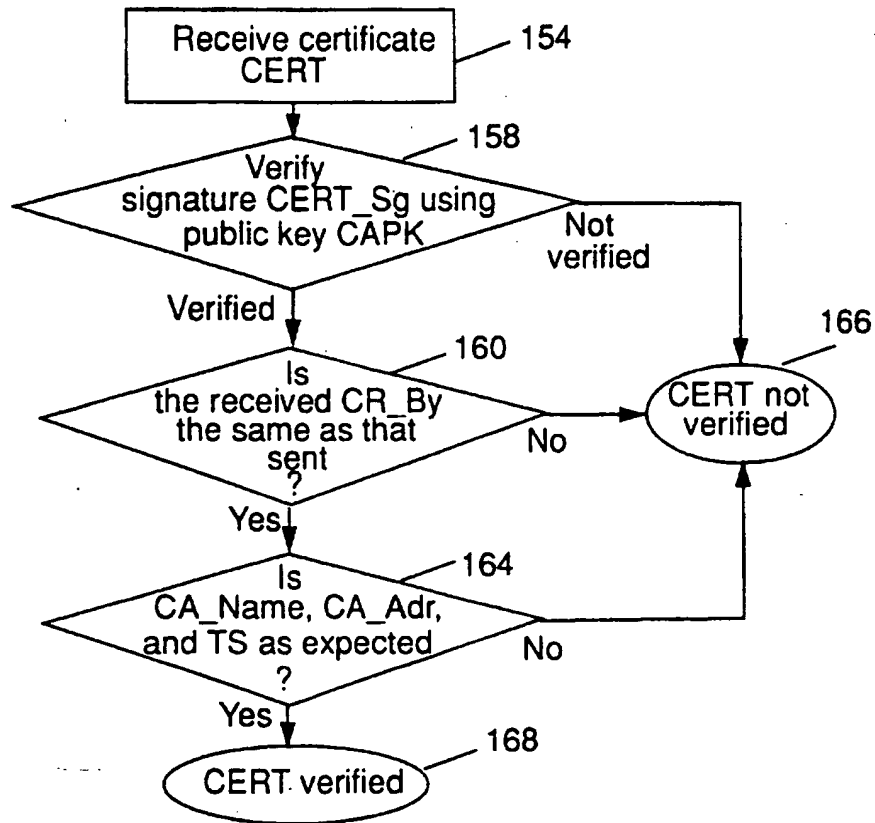 Receive certificate
CERT
154
158
Verify
signature CERT_Sg using
public key CAPK
Not
verified
Verified
160
166
Is
the received CR_By
the same as that
sent
?
No
CERT not
verified
Yes
164
Is
CA_Name, CA_Adr,
and TS as expected
?
No
Yes
168
CERT verified